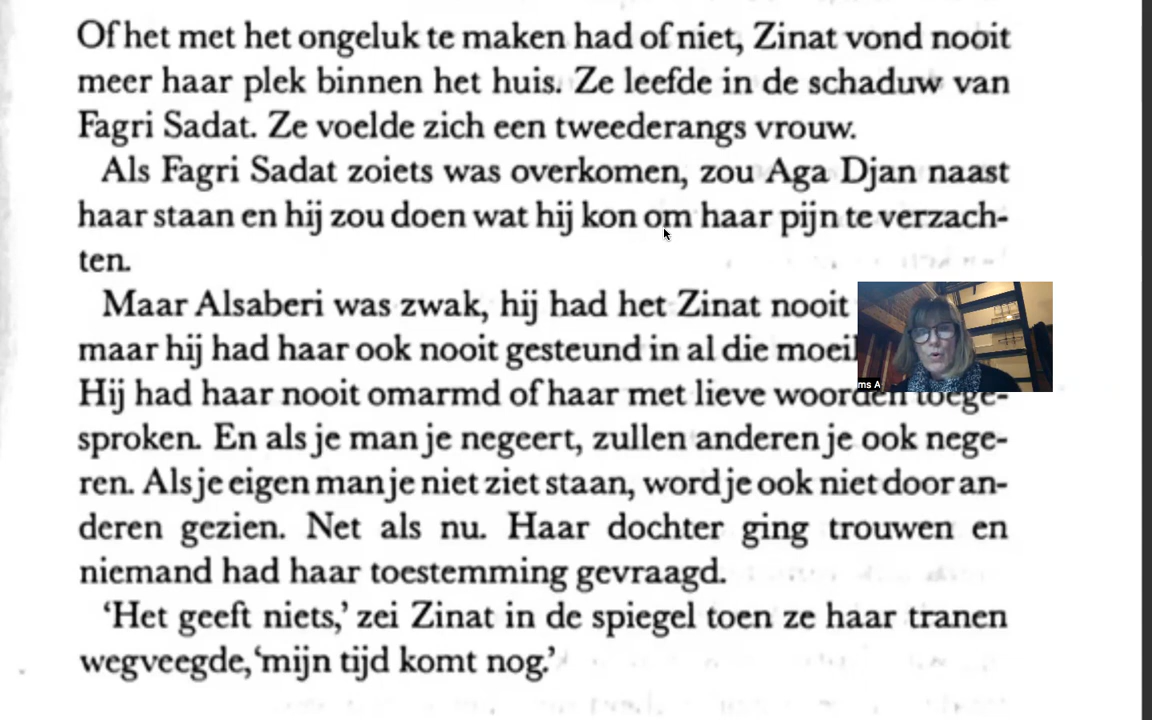 Of het met het ongeluk te maken had of niet, Zinat vond nooit
meer haar plek binnen het huis. Ze leefde in de schaduw van
Fagri Sadat. Ze voelde zich een tweederangs vrouw.
Als Fagri Sadat zoiets was overkomen, zou Aga Djan naast
haar staan en hij zou doen wat hij kon om haar pijn te verzach-
ten.
Maar Alsaberi was zwak, hij had het Zinat nooit
maar hij had haar ook nooit gesteund in al die
Hij had haar nooit omarmd of haar met lieve woorden toege-
sproken. En als je man je negeert, zullen anderen je ook nege-
ren. Als je eigen man je niet ziet staan, word je ook niet door an-
deren gezien. Net als nu. Haar dochter ging trouwen en
niemand had haar toestemming gevraagd.
‘Het geeft niets,’ zei Zinat in de spiegel toen ze haar tranen
wegveegde, ‘mijn tijd komt nog.’
ms A